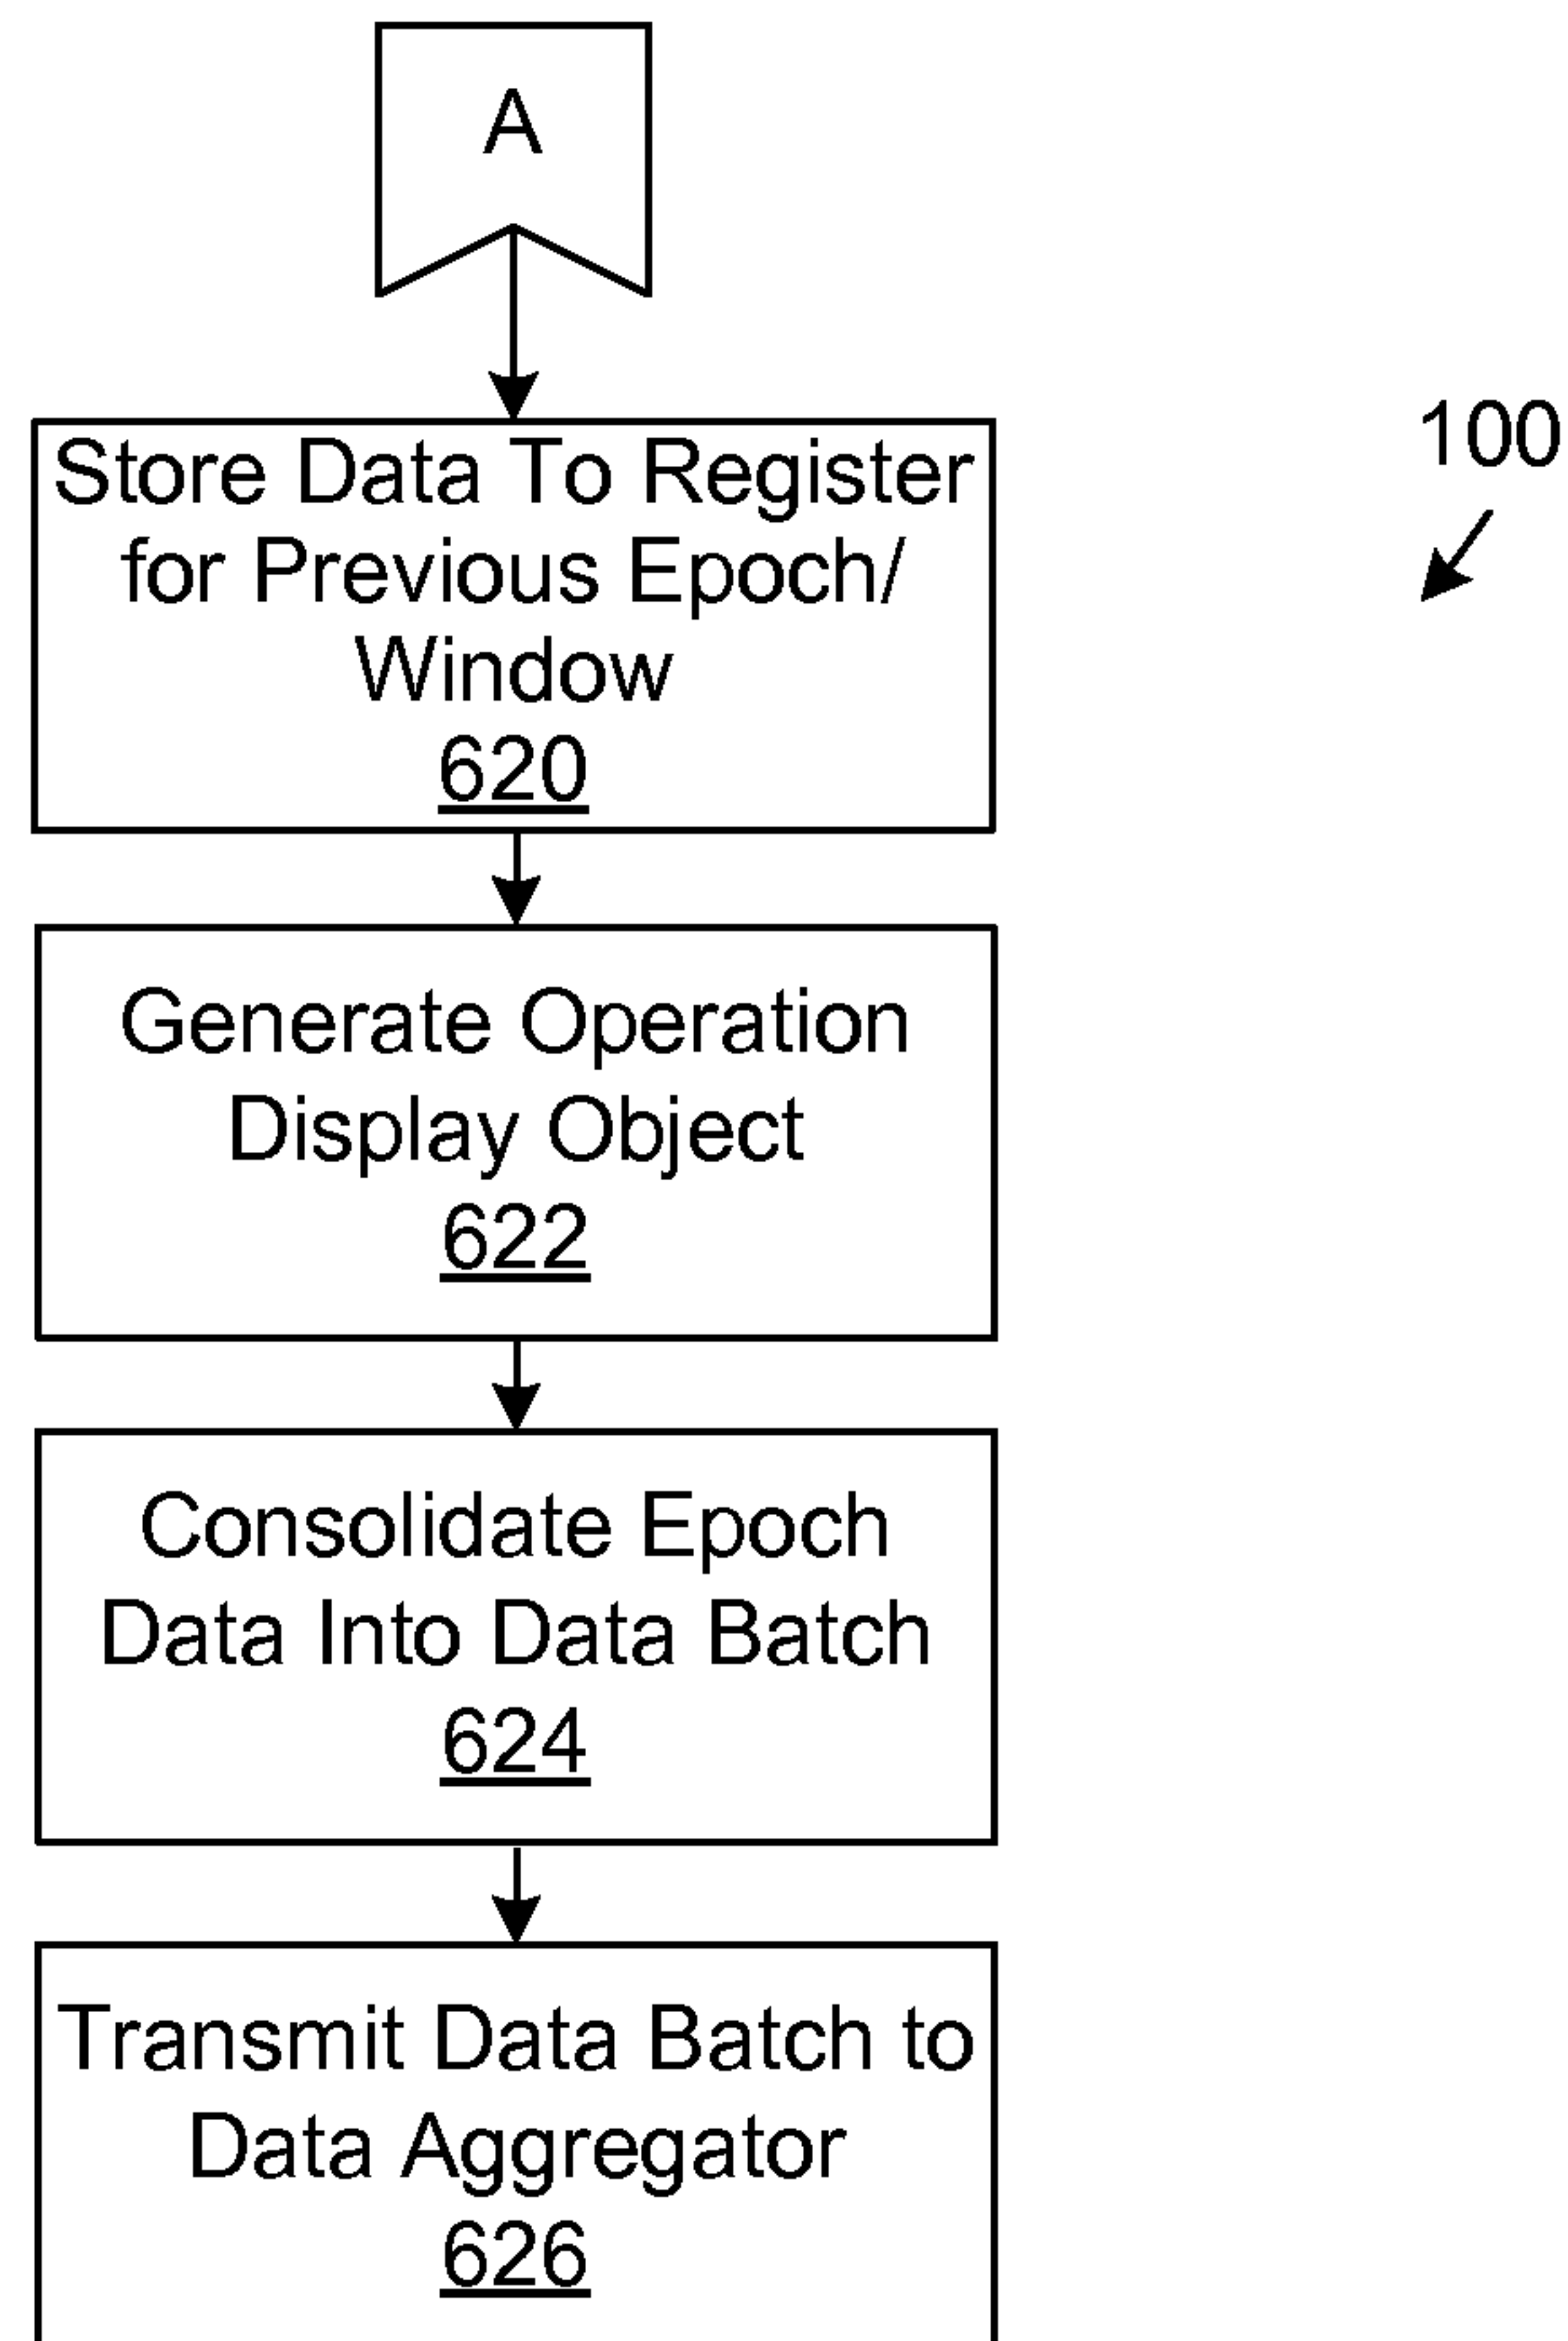 A
Store Data To Register
for Previous Epoch/
Window
620
100
Generate Operation
Display Object
622
Consolidate Epoch
Data Into Data Batch
624
Transmit Data Batch to
Data Aggregator
626